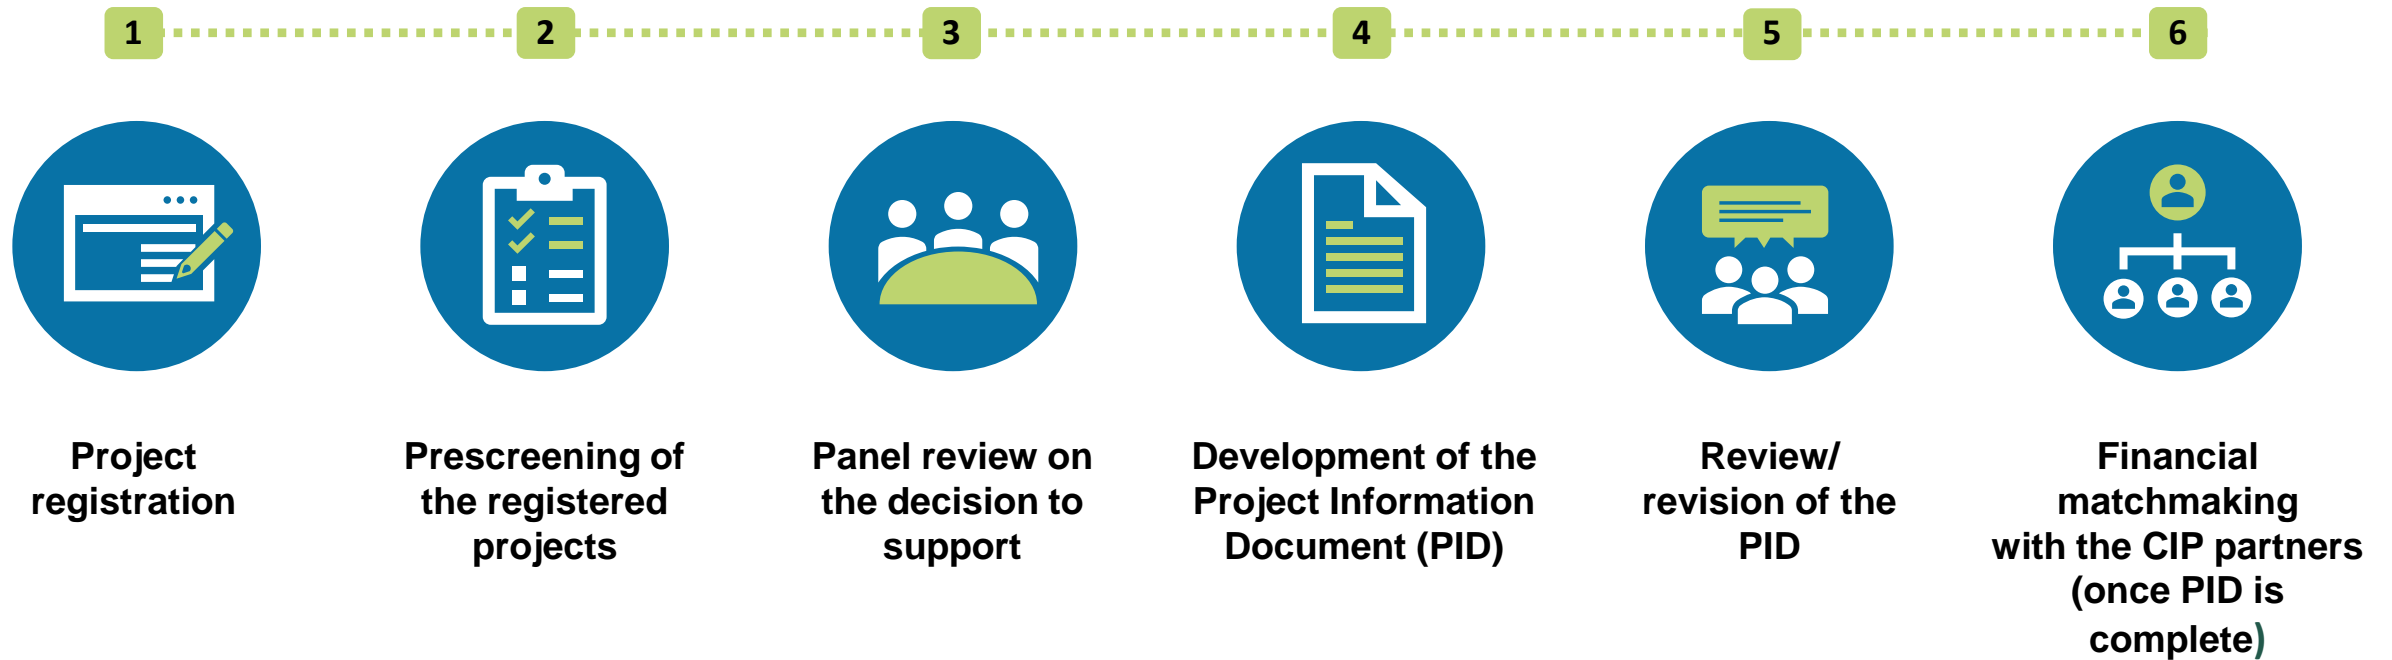 1
2
3
4
5
6
Project
registration
Prescreening of
the registered
projects
Panel review on
the decision to
support
Development of the
Project Information
Document (PID)
Review/
revision of the
PID
Financial
matchmaking
with the CIP partners
(once PID is
complete)